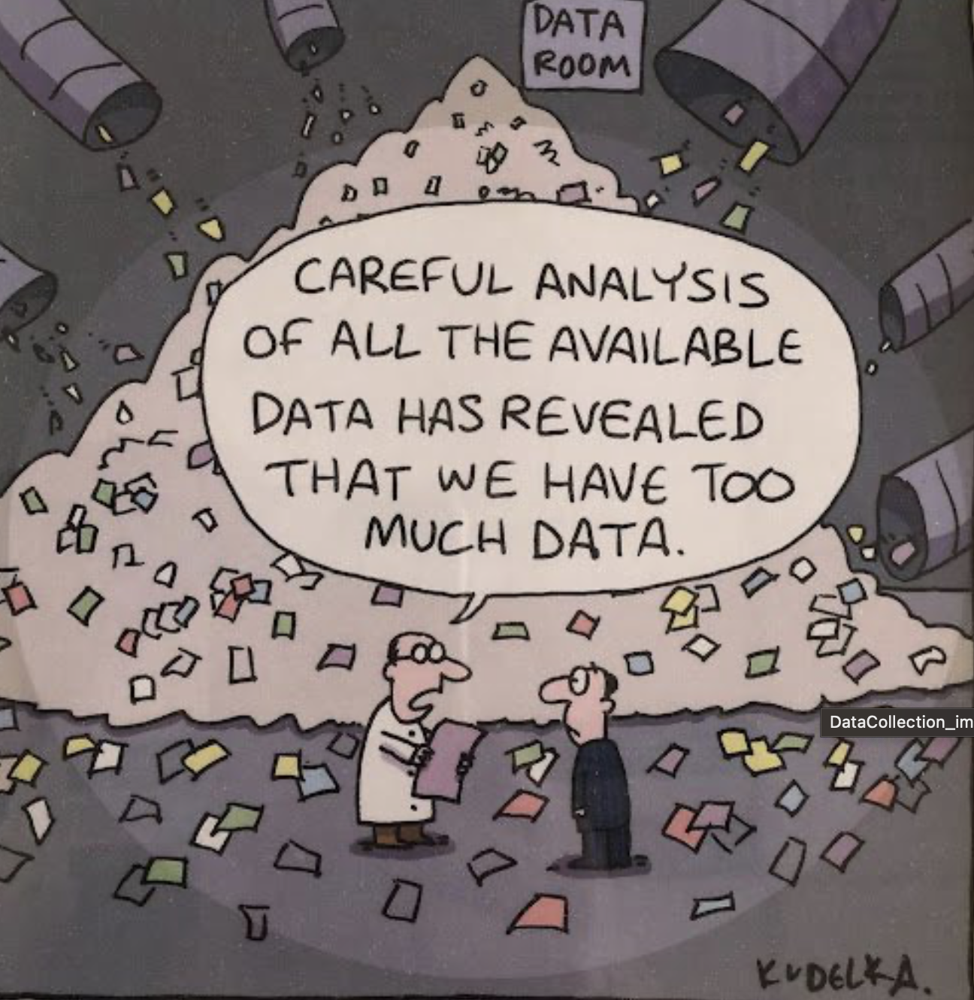 DATA
ROOM
CAREFUL ANALYSIS
OF ALL THE AVAILABLE
DATA HAS REVEALED
THAT WE HAVE TOO
MUCH DATA.
DataCollection_im
KUDELKA.